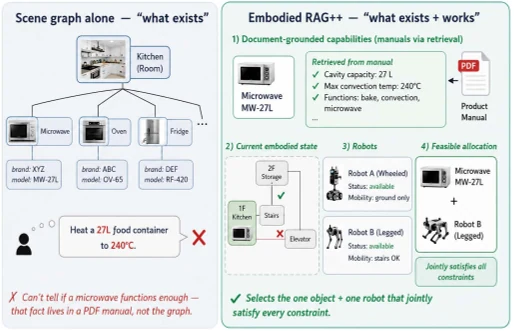 Scene graph alone — “what exists”
Kitchen
(Room)
Microwave
Oven
Fridge
...
brand: XYZ
model: MW-27L
brand: ABC
model: OV-65
brand: DEF
model: RF-420
Heat a 27L food container
to 240°C.
✗ Can't tell if a microwave functions enough —
that fact lives in a PDF manual, not the graph.
Embodied RAG++ — “what exists + works”
1) Document-grounded capabilities (manuals via retrieval)
Microwave
MW-27L
Retrieved from manual
✓ Cavity capacity: 27 L
✓ Max convection temp: 240°C
✓ Functions: bake, convection,
microwave
...
PDF
Product
Manual
2) Current embodied state
2F
Storage
1F
Kitchen
Stairs
Elevator
3) Robots
Robot A (Wheeled)
Status: available
Mobility: ground only
Robot B (Legged)
Status: available
Mobility: stairs OK
4) Feasible allocation
Microwave
MW-27L
+
Robot B
(Legged)
Jointly satisfies all
constraints
✓ Selects the one object + one robot that jointly
satisfy every constraint.